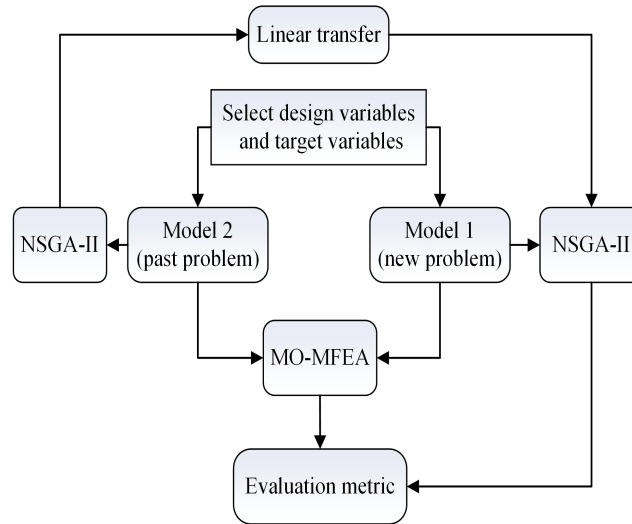 Linear transfer
Select design variables
and target variables
NSGA-II
Model 2
(past problem)
Model 1
(new problem)
NSGA-II
MO-MFEA
Evaluation metric